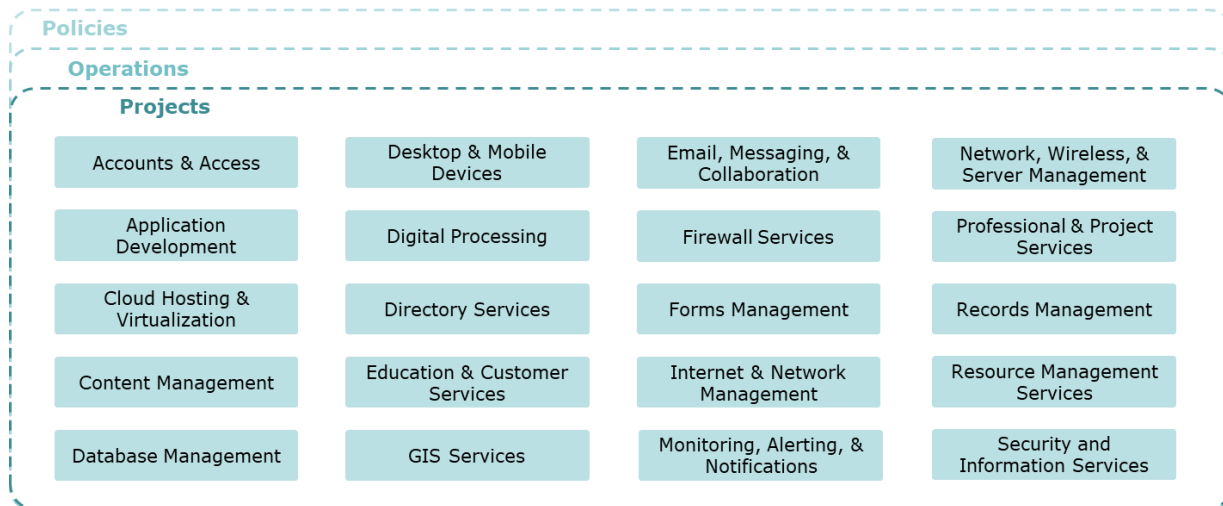 Policies
Operations
Projects
Accounts & Access
Desktop & Mobile
Devices
Email, Messaging, &
Collaboration
Network, Wireless, &
Server Management
Application
Development
Digital Processing
Firewall Services
Professional & Project
Services
Cloud Hosting &
Virtualization
Directory Services
Forms Management
Records Management
Content Management
Education & Customer
Services
Internet & Network
Management
Resource Management
Services
Database Management
GIS Services
Monitoring, Alerting, &
Notifications
Security and
Information Services